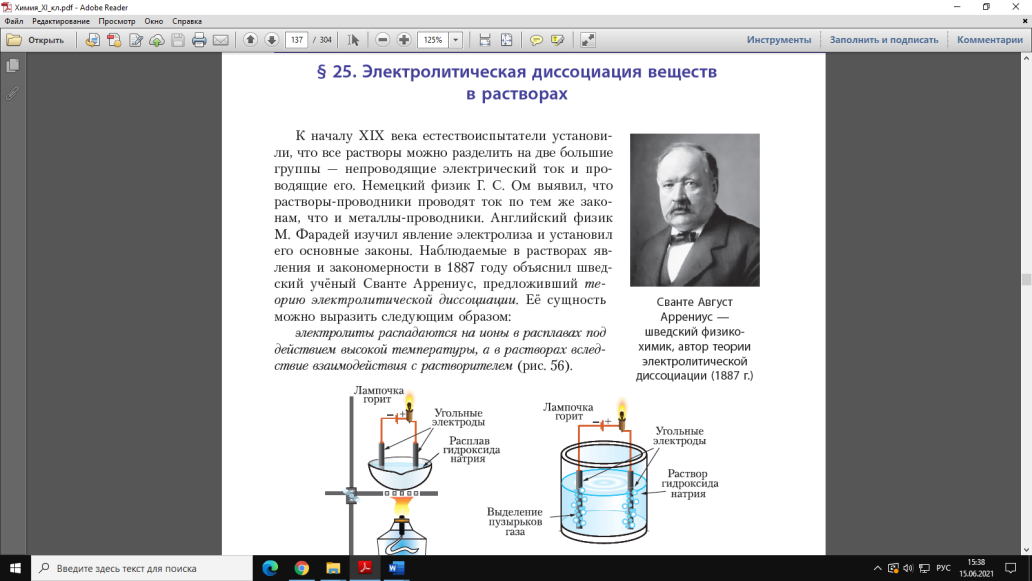 Химия_XI_кл.pdf - Adobe Reader
Файл Редактирование Просмотр Окно Справка
Открыть 137 / 304 125% Инструменты Заполнить и подписать Комментарии
§ 25. Электролитическая диссоциация веществ
в растворах
К началу XIX века естествоиспытатели установи-
ли, что все растворы можно разделить на две большие
группы — непроводящие электрический ток и про-
водящие его. Немецкий физик Г. С. Ом выявил, что
растворы-проводники проводят ток по тем же зако-
нам, что и металлы-проводники. Английский физик
М. Фарадей изучил явление электролиза и установил
его основные законы. Наблюдаемые в растворах яв-
ления и закономерности в 1887 году объяснил швед-
ский учёный Сванте Аррениус, предложивший те-
орию электролитической диссоциации. Её сущность
можно выразить следующим образом:
электролиты распадаются на ионы в расплавах под
действием высокой температуры, а в растворах вслед-
ствие взаимодействия с растворителем (рис. 56).
Сванте Август
Аррениус —
шведский физико-
химик, автор теории
электролитической
диссоциации (1887 г.)
Лампочка
горит
− +
Угольные
электроды
Расплав
гидроксида
натрия
Лампочка
горит
− +
Угольные
электроды
Раствор
гидроксида
натрия
Выделение
пузырьков
газа
Введите здесь текст для поиска
РУС
15:38
15.06.2021